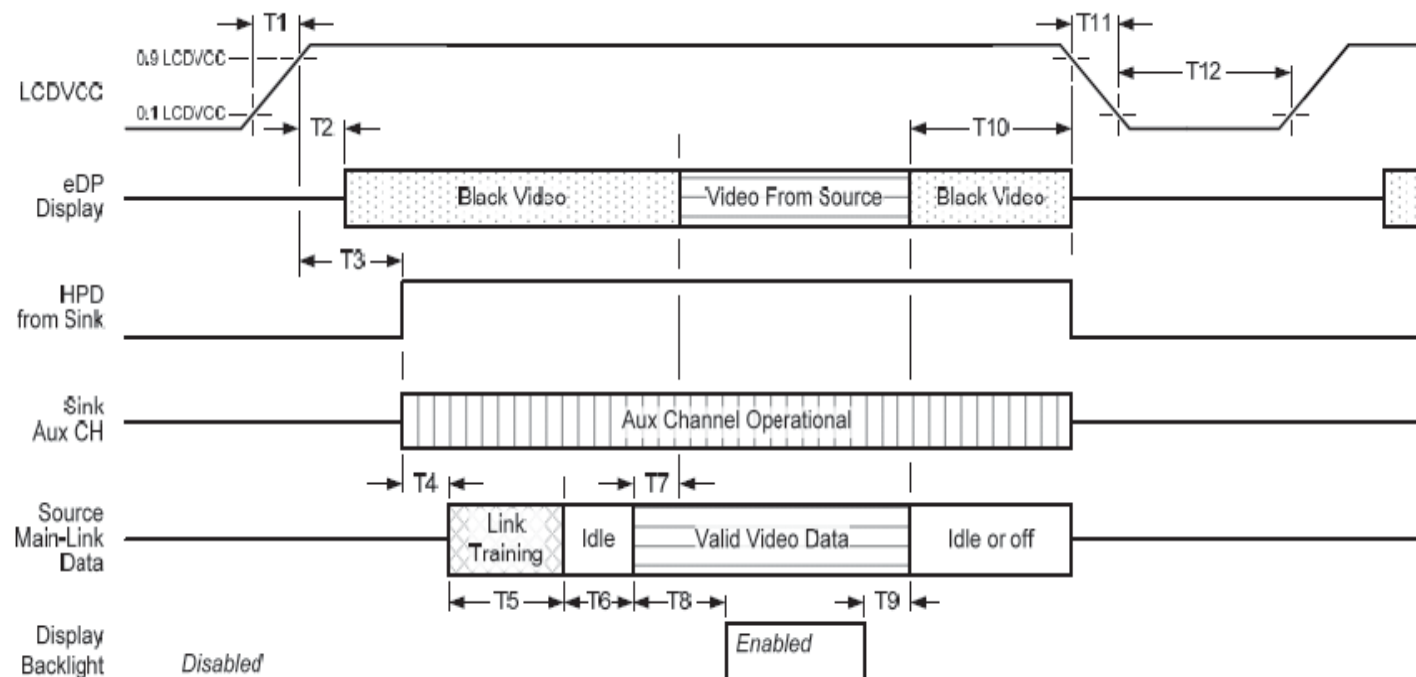 T1
T11
0.9 LCDVCC
T12
LCDVCC
0.1 LCDVCC
T2
T10
eDP
Display
Black Video
Video From Source
Black Video
T3
HPD
from Sink
Sink
Aux CH
Aux Channel Operational
T4
T7
Source
Main-Link
Data
Link
Training
Idle
Valid Video Data
Idle or off
T5
T6
T8
T9
Display
Backlight
Disabled
Enabled